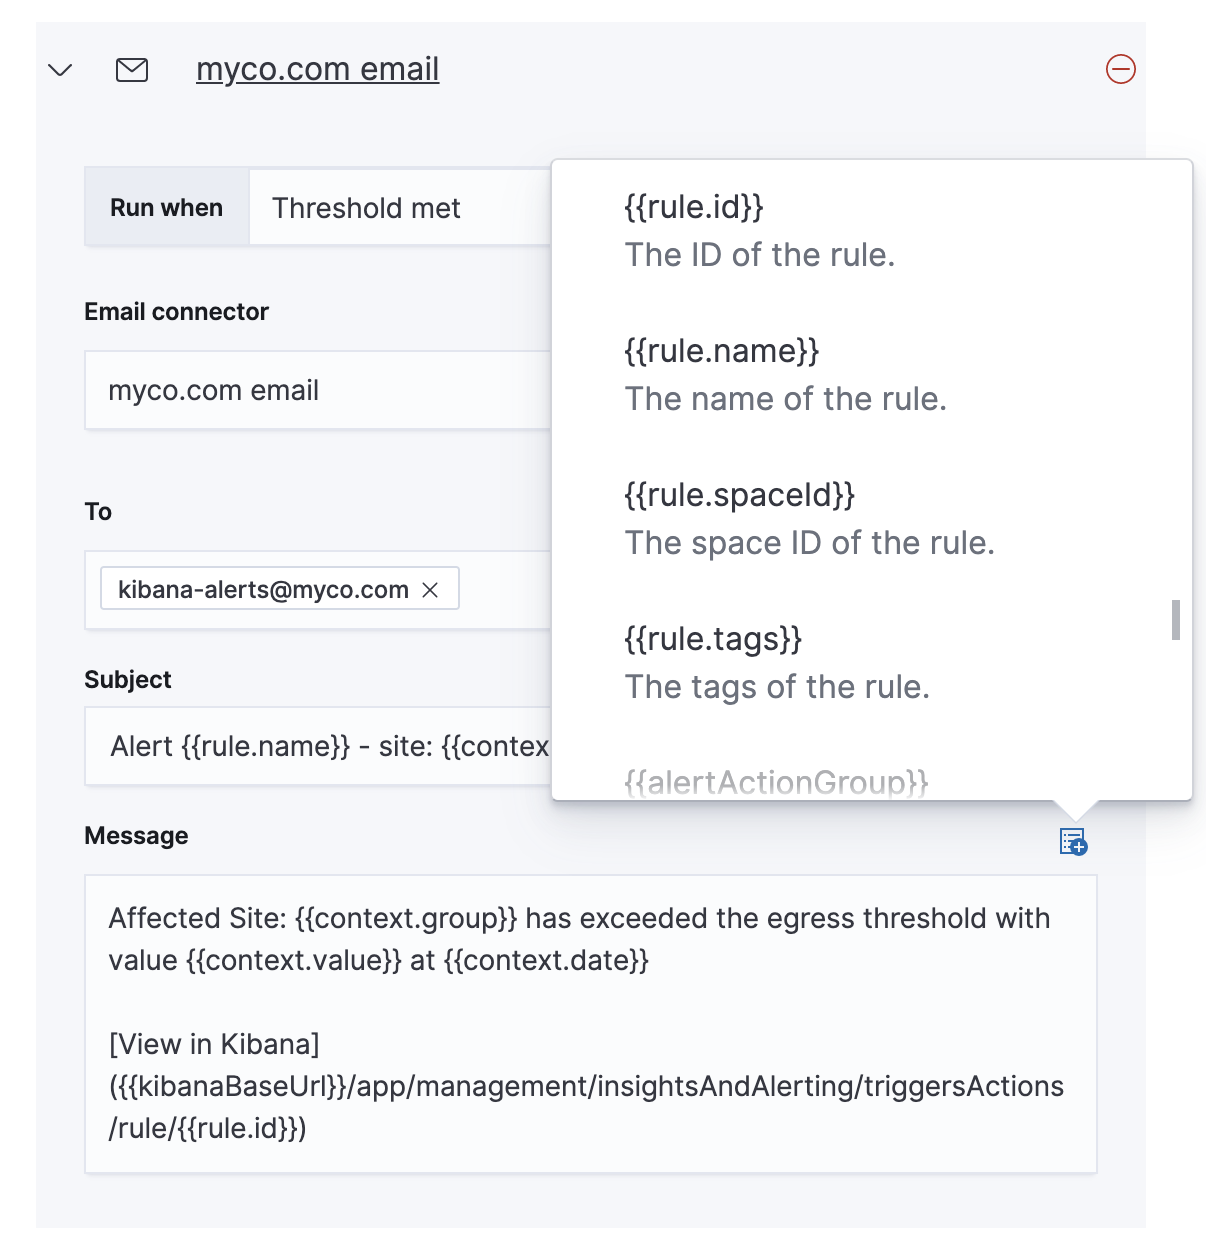 myco.com email
Run when
Threshold met
Email connector
myco.com email
To
kibana-alerts@myco.com
Subject
Alert {{rule.name}} - site: {{contex
{{rule.id}}
The ID of the rule.
{{rule.name}}
The name of the rule.
{{rule.spaceId}}
The space ID of the rule.
{{rule.tags}}
The tags of the rule.
{{alertActionGroup}}
Message
Affected Site: {{context.group}} has exceeded the egress threshold with
value {{context.value}} at {{context.date}}
[View in Kibana]
({{kibanaBaseUrl}}/app/management/insightsAndAlerting/triggersActions
/rule/{{rule.id}})